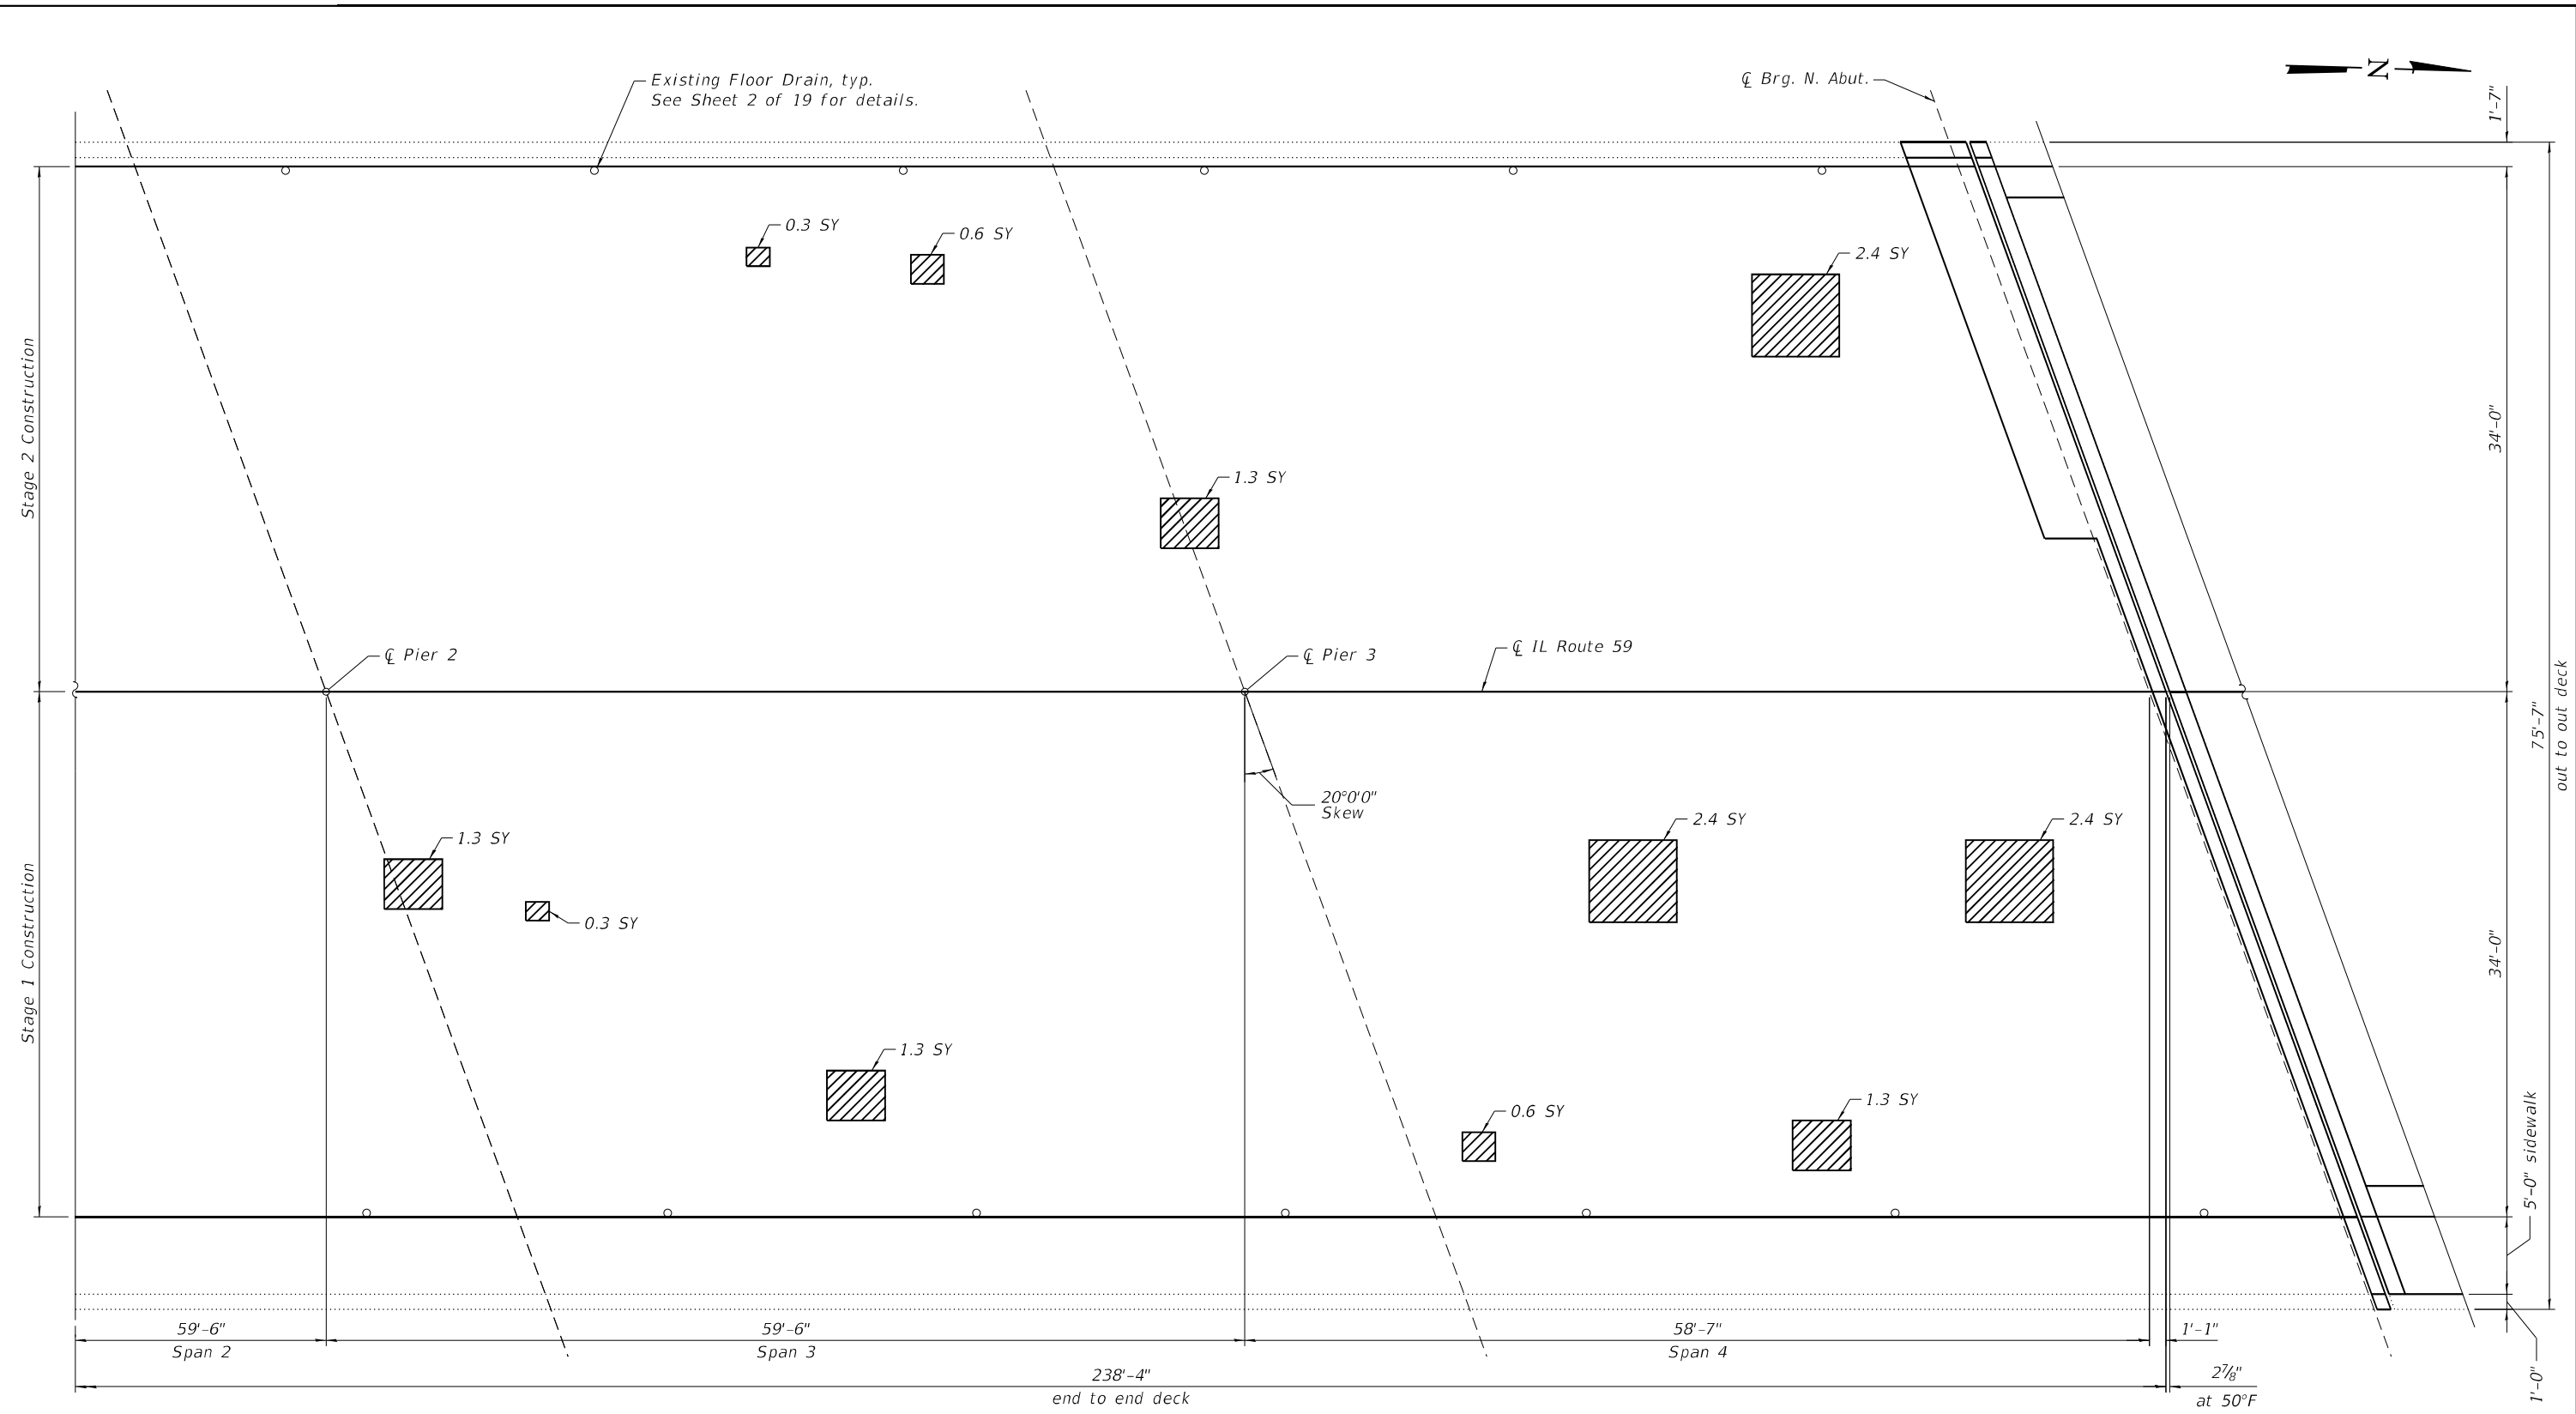 Existing Floor Drain, typ.
See Sheet 2 of 19 for details.
℄ Brg. N. Abut.
N
1'-7"
0.3 SY
0.6 SY
2.4 SY
Stage 2 Construction
34'-0"
1.3 SY
℄ Pier 2
℄ Pier 3
℄ IL Route 59
75'-7"
out to out deck
20°0'0"
Skew
1.3 SY
0.3 SY
2.4 SY
2.4 SY
Stage 1 Construction
34'-0"
1.3 SY
0.6 SY
1.3 SY
5'-0" sidewalk
59'-6"
Span 2
59'-6"
Span 3
58'-7"
Span 4
1'-1"
238'-4"
end to end deck
2⅞"
at 50°F
1'-0"